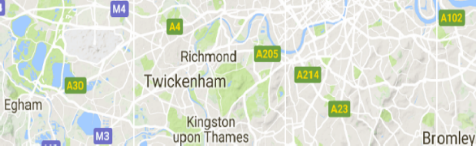 M4
A102
A4
Richmond
A205
A30
Twickenham
A214
Egham
A23
Kingston
upon Thames
M3
Bromley